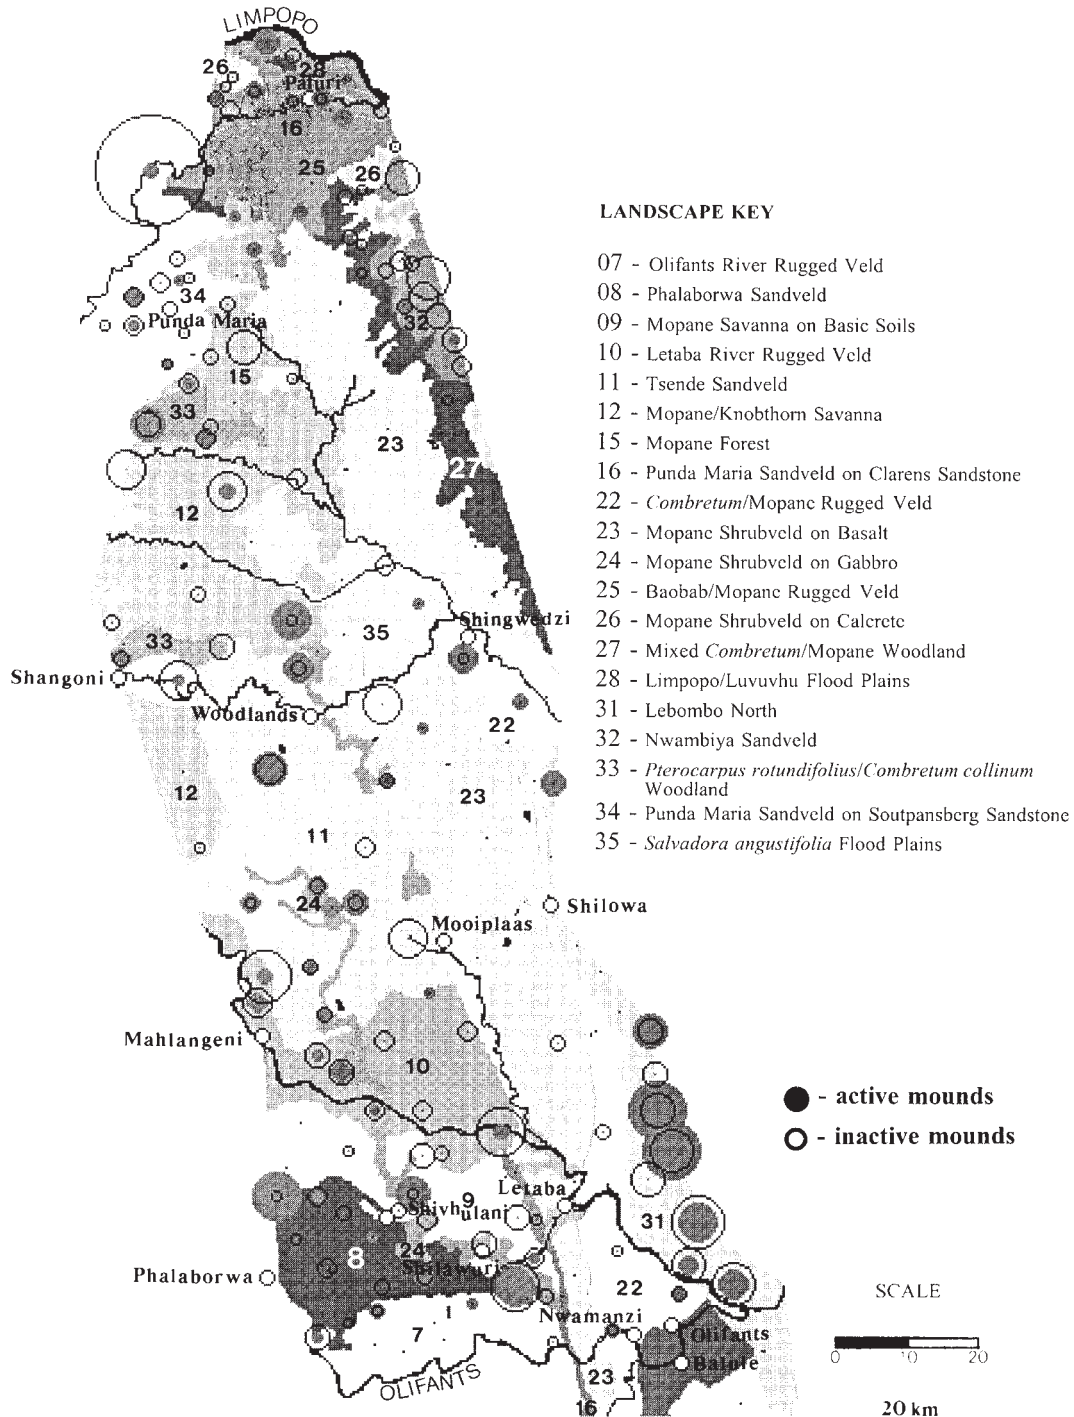 LIMPOPO
26
28
Pafuri
16
25
26
34
Punda Maria
32
15
33
23
27
12
Shingwedzi
35
33
Shangoni
Woodlands
22
12
23
11
24
Shilowa
Mooiplaas
Mahlangeni
10
Letaba
9
Shivhulani
31
8
24
Shilawuri
Phalaborwa
22
1
Nwamanzi
7
Olifants
Balule
23
OLIFANTS
16
LANDSCAPE KEY
07 - Olifants River Rugged Veld
08 - Phalaborwa Sandveld
09 - Mopane Savanna on Basic Soils
10 - Letaba River Rugged Veld
11 - Tsende Sandveld
12 - Mopane/Knobthorn Savanna
15 - Mopane Forest
16 - Punda Maria Sandveld on Clarens Sandstone
22 - Combretum/Mopane Rugged Veld
23 - Mopane Shrubveld on Basalt
24 - Mopane Shrubveld on Gabbro
25 - Baobab/Mopane Rugged Veld
26 - Mopane Shrubveld on Calcrete
27 - Mixed Combretum/Mopane Woodland
28 - Limpopo/Luvuvhu Flood Plains
31 - Lebombo North
32 - Nwambiya Sandveld
33 - Pterocarpus rotundifolius/Combretum collinum
Woodland
34 - Punda Maria Sandveld on Soutpansberg Sandstone
35 - Salvadora angustifolia Flood Plains
- active mounds
- inactive mounds
SCALE
0 10 20
20 km